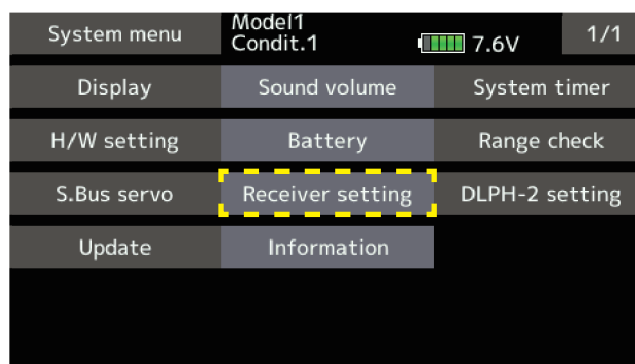 System menu
Model1
Condit.1
7.6V
1/1
Display
Sound volume
System timer
H/W setting
Battery
Range check
S.Bus servo
Receiver setting
DLPH-2 setting
Update
Information